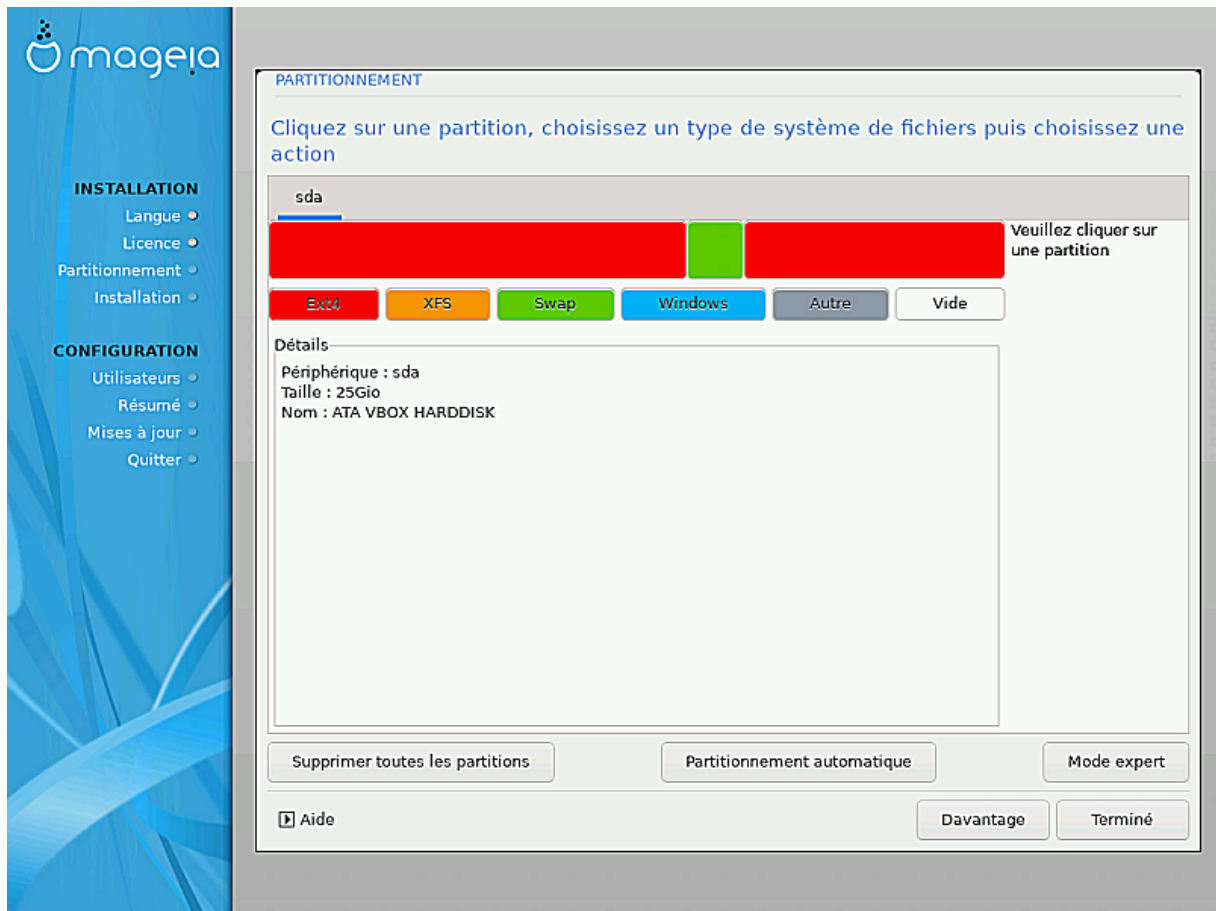 mageia
INSTALLATION
Langue
Licence
Partitionnement
Installation
CONFIGURATION
Utilisateurs
Résumé
Mises à jour
Quitter
PARTITIONNEMENT
Cliquez sur une partition, choisissez un type de système de fichiers puis choisissez une
action
sda
Veuillez cliquer sur
une partition
Ext4 XFS Swap Windows Autre Vide
Détails
Périphérique : sda
Taille : 25Gio
Nom : ATA VBOX HARDDISK
Supprimer toutes les partitions Partitionnement automatique Mode expert
Aide Davantage Terminé